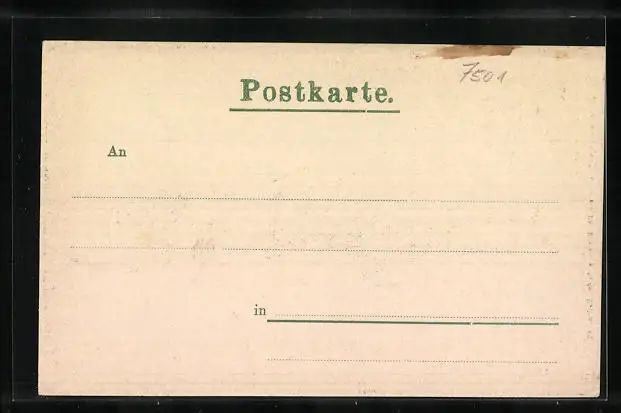 7501
Postkarte.
An
in